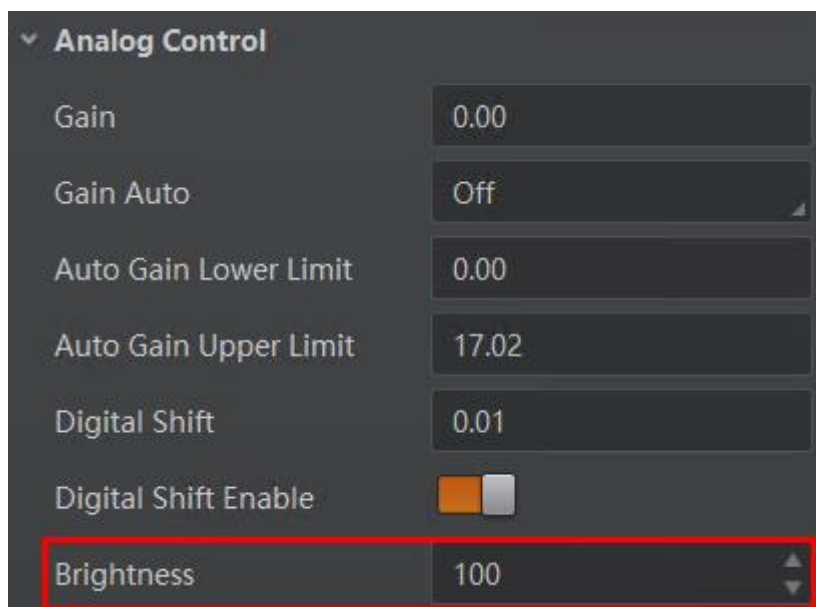 Analog Control
Gain 0.00
Gain Auto Off
Auto Gain Lower Limit 0.00
Auto Gain Upper Limit 17.02
Digital Shift 0.01
Digital Shift Enable
Brightness 100